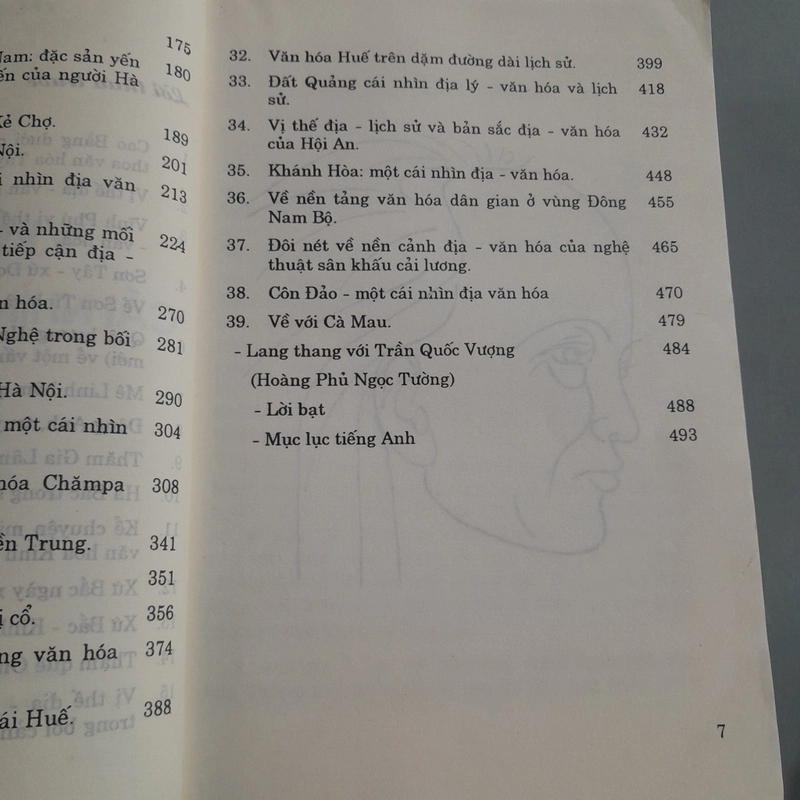 175
Nam: đặc sản yến
ến của người Hà 180
Kẻ Chợ. 189
Nội. 201
i nhìn địa văn 213
- và những mối 224
tiếp cận địa -
n hóa. 270
Nghệ trong bối 281
Hà Nội. 290
một cái nhìn 304
hóa Chămpa 308
ền Trung. 341
351
ị cổ. 356
ng văn hóa 374
ái Huế. 388
32. Văn hóa Huế trên dặm đường dài lịch sử. 399
33. Đất Quảng cái nhìn địa lý - văn hóa và lịch 418
sử.
34. Vị thế địa - lịch sử và bản sắc địa - văn hóa 432
của Hội An.
35. Khánh Hòa: một cái nhìn địa - văn hóa. 448
36. Về nền tảng văn hóa dân gian ở vùng Đông 455
Nam Bộ.
37. Đôi nét về nền cảnh địa - văn hóa của nghệ 465
thuật sân khấu cải lương.
38. Côn Đảo - một cái nhìn địa văn hóa 470
39. Về với Cà Mau. 479
- Lang thang với Trần Quốc Vượng 484
(Hoàng Phủ Ngọc Tường)
- Lời bạt 488
- Mục lục tiếng Anh 493
7